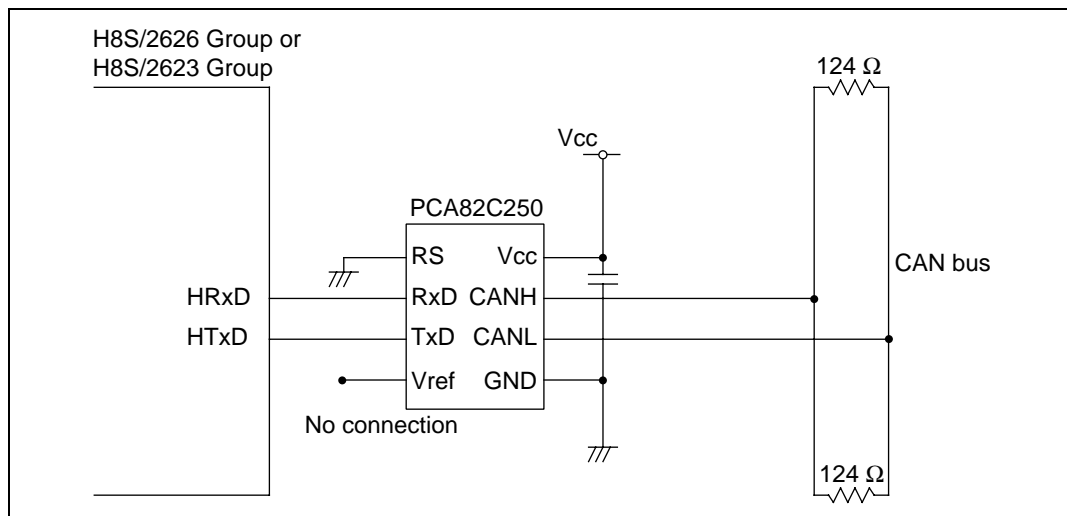 H8S/2626 Group or
H8S/2623 Group
124 Ω
Vcc
PCA82C250
RS Vcc
CAN bus
HRxD RxD CANH
HTxD TxD CANL
Vref GND
No connection
124 Ω